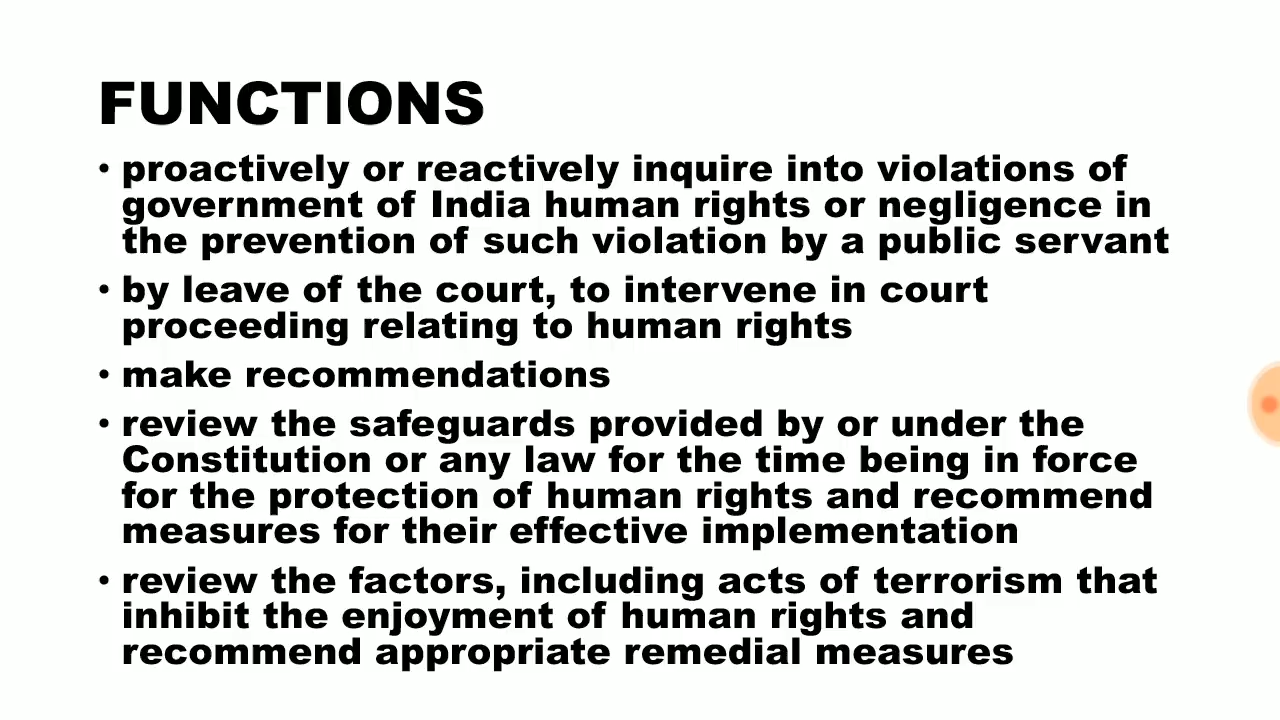 FUNCTIONS
• proactively or reactively inquire into violations of
government of India human rights or negligence in
the prevention of such violation by a public servant
• by leave of the court, to intervene in court
proceeding relating to human rights
• make recommendations
• review the safeguards provided by or under the
Constitution or any law for the time being in force
for the protection of human rights and recommend
measures for their effective implementation
• review the factors, including acts of terrorism that
inhibit the enjoyment of human rights and
recommend appropriate remedial measures